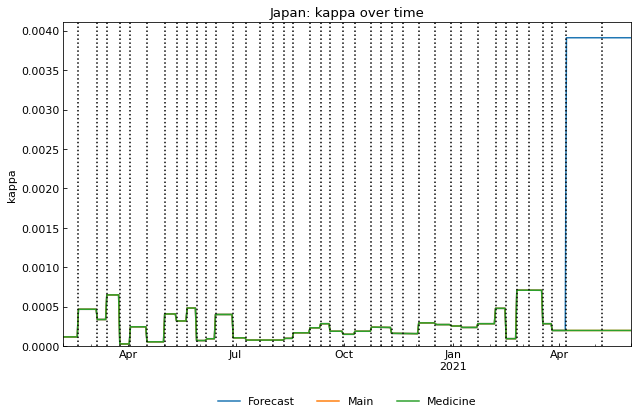 Japan: kappa over time
kappa
0.0040
0.0035
0.0030
0.0025
0.0020
0.0015
0.0010
0.0005
0.0000
Apr Jul Oct Jan Apr
2021
Forecast Main Medicine